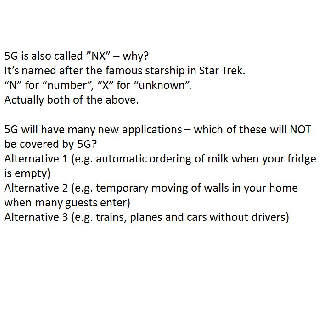 5G is also called "NX" – why?
It's named after the famous starship in Star Trek.
"N" for "number", "X" for "unknown".
Actually both of the above.
5G will have many new applications – which of these will NOT
be covered by 5G?
Alternative 1 (e.g. automatic ordering of milk when your fridge
is empty)
Alternative 2 (e.g. temporary moving of walls in your home
when many guests enter)
Alternative 3 (e.g. trains, planes and cars without drivers)